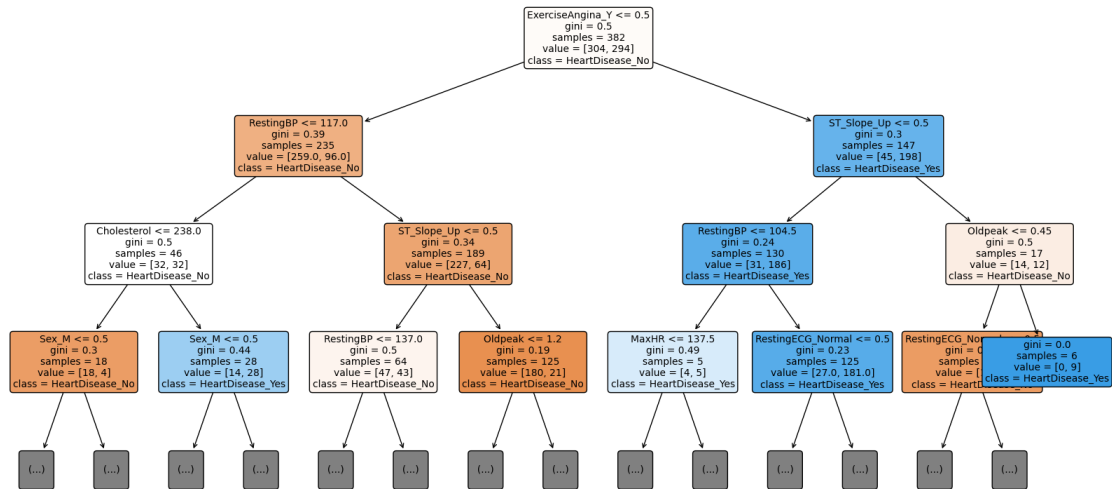 ExerciseAngina_Y <= 0.5
gini = 0.5
samples = 382
value = [304, 294]
class = HeartDisease_No
RestingBP <= 117.0
gini = 0.39
samples = 235
value = [259.0, 96.0]
class = HeartDisease_No
ST_Slope_Up <= 0.5
gini = 0.3
samples = 147
value = [45, 198]
class = HeartDisease_Yes
Cholesterol <= 238.0
gini = 0.5
samples = 46
value = [32, 32]
class = HeartDisease_No
ST_Slope_Up <= 0.5
gini = 0.34
samples = 189
value = [227, 64]
class = HeartDisease_No
RestingBP <= 104.5
gini = 0.24
samples = 130
value = [31, 186]
class = HeartDisease_Yes
Oldpeak <= 0.45
gini = 0.5
samples = 17
value = [14, 12]
class = HeartDisease_No
Sex_M <= 0.5
gini = 0.3
samples = 18
value = [18, 4]
class = HeartDisease_No
Sex_M <= 0.5
gini = 0.44
samples = 28
value = [14, 28]
class = HeartDisease_Yes
RestingBP <= 137.0
gini = 0.5
samples = 64
value = [47, 43]
class = HeartDisease_No
Oldpeak <= 1.2
gini = 0.19
samples = 125
value = [180, 21]
class = HeartDisease_No
MaxHR <= 137.5
gini = 0.49
samples = 5
value = [4, 5]
class = HeartDisease_Yes
RestingECG_Normal <= 0.5
gini = 0.23
samples = 125
value = [27.0, 181.0]
class = HeartDisease_Yes
gini =
samples
value =
class = Heart
gini = 0.0
samples = 6
value = [0, 9]
class = HeartDisease_Yes
(...)
(...)
(...)
(...)
(...)
(...)
(...)
(...)
(...)
(...)
(...)
(...)
(...)
(...)